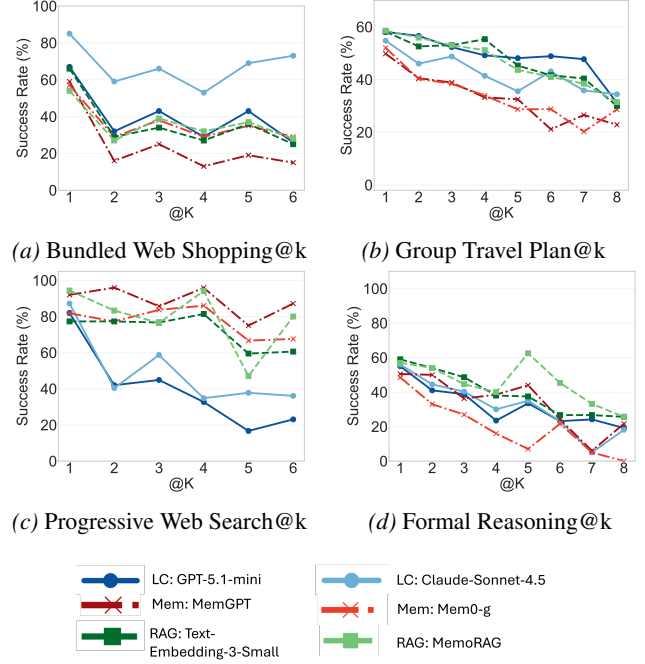 100
80
60
40
20
0
Success Rate (%)
1 2 3 4 5 6
@K
(a) Bundled Web Shopping@k
60
40
20
0
Success Rate (%)
1 2 3 4 5 6 7 8
@K
(b) Group Travel Plan@k
100
80
60
40
20
0
Success Rate (%)
1 2 3 4 5 6
@K
(c) Progressive Web Search@k
100
80
60
40
20
0
Success Rate (%)
1 2 3 4 5 6 7 8
@K
(d) Formal Reasoning@k
LC: GPT-5.1-mini
Mem: MemGPT
RAG: Text-
Embedding-3-Small
LC: Claude-Sonnet-4.5
Mem: Mem0-g
RAG: MemoRAG